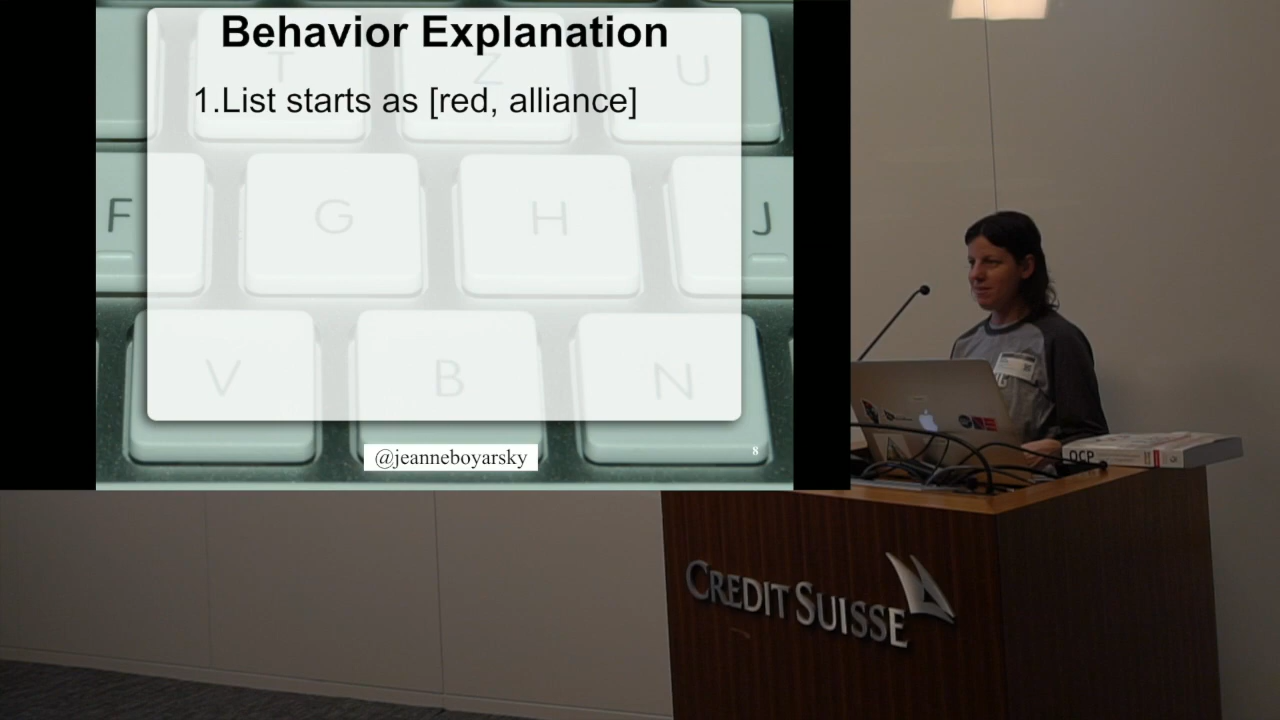 Behavior Explanation
1.List starts as [red, alliance]
T
Z
U
F
G
H
J
V
B
N
@jeanneboyarsky
8
OCP
CREDIT SUISSE